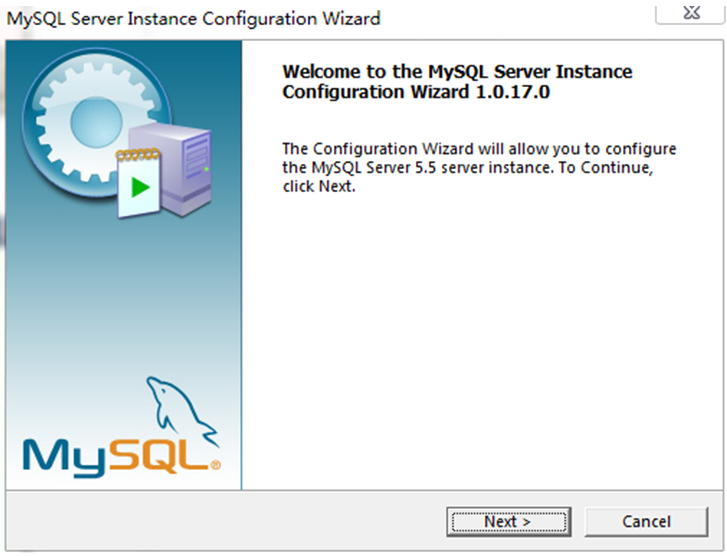 MySQL Server Instance Configuration Wizard
Welcome to the MySQL Server Instance
Configuration Wizard 1.0.17.0
The Configuration Wizard will allow you to configure
the MySQL Server 5.5 server instance. To Continue,
click Next.
MySQL®
Next >
Cancel